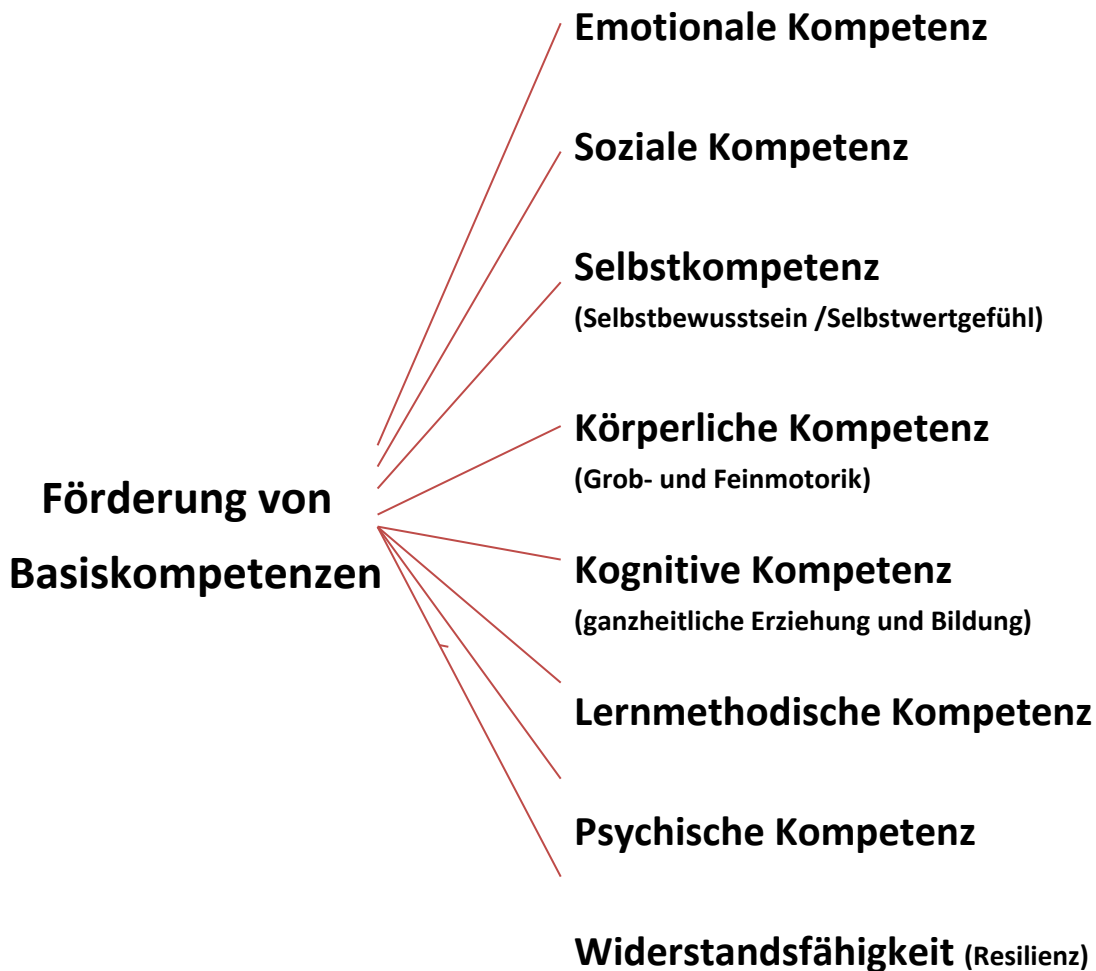 Emotionale Kompetenz
Soziale Kompetenz
Selbstkompetenz
(Selbstbewusstsein /Selbstwertgefühl)
Körperliche Kompetenz
(Grob- und Feinmotorik)
Förderung von
Basiskompetenzen
Kognitive Kompetenz
(ganzheitliche Erziehung und Bildung)
Lernmethodische Kompetenz
Psychische Kompetenz
Widerstandsfähigkeit (Resilienz)